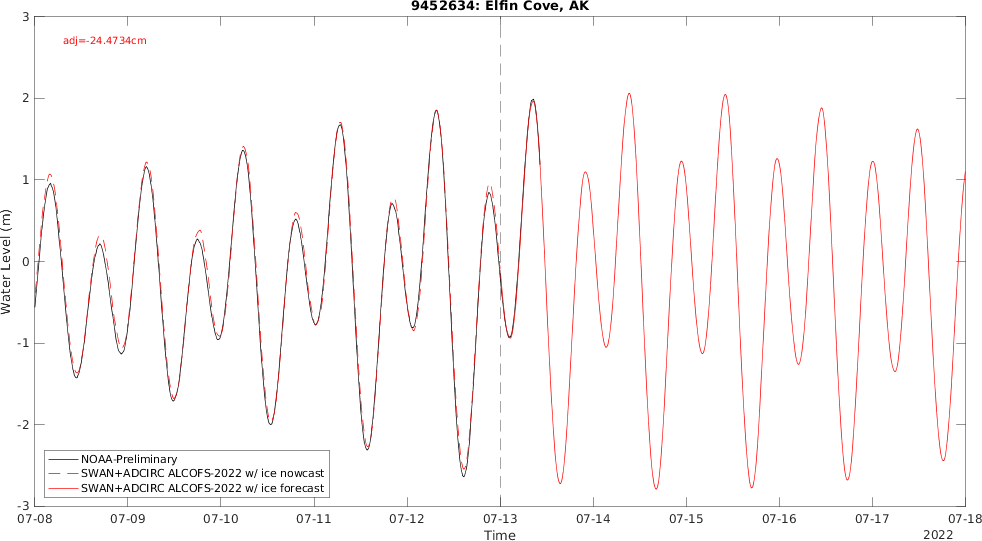 9452634: Elfin Cove, AK
adj=-24.4734cm
3
2
1
0
-1
-2
-3
Water Level (m)
NOAA-Preliminary
SWAN+ADCIRC ALCOFS-2022 w/ ice nowcast
SWAN+ADCIRC ALCOFS-2022 w/ ice forecast
07-08 07-09 07-10 07-11 07-12 07-13 07-14 07-15 07-16 07-17 07-18
Time
2022